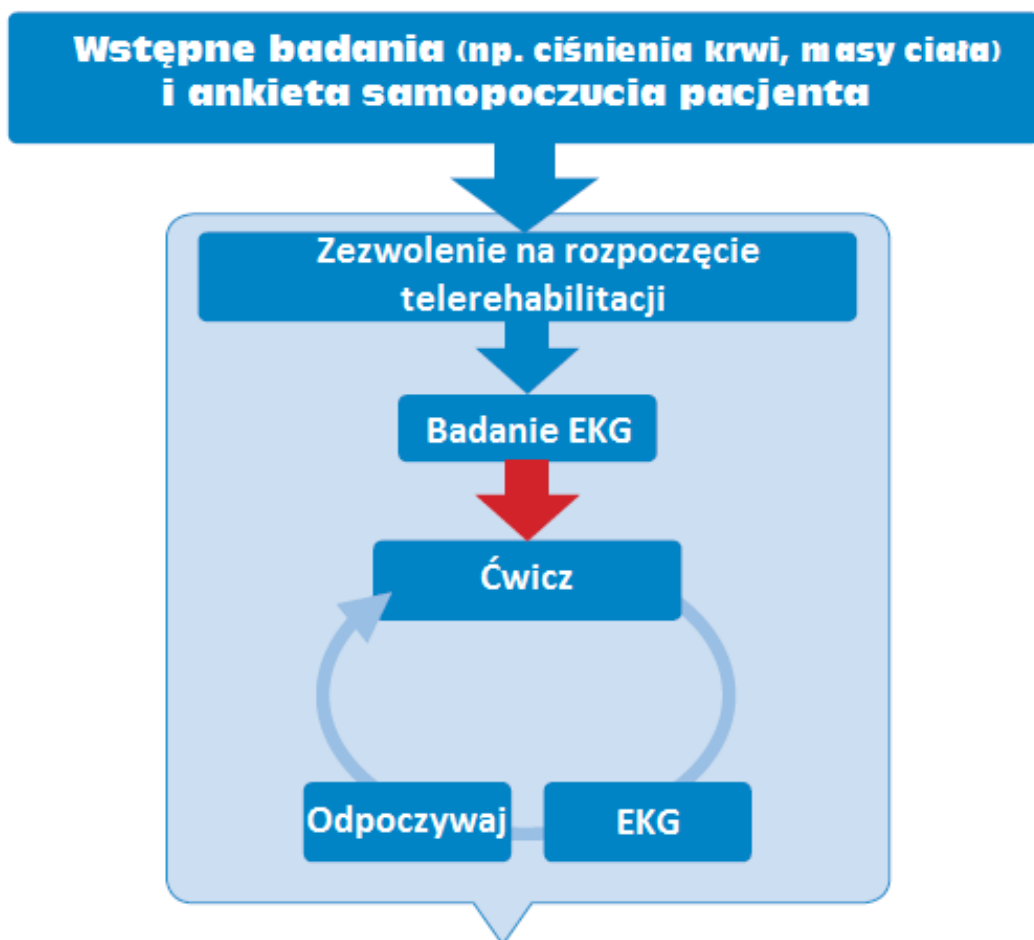 Wstępne badania (np. ciśnienia krwi, masy ciała)
i ankieta samopoczucia pacjenta
Zezwolenie na rozpoczęcie
telerehabilitacji
Badanie EKG
Ćwicz
Odpoczywaj
EKG